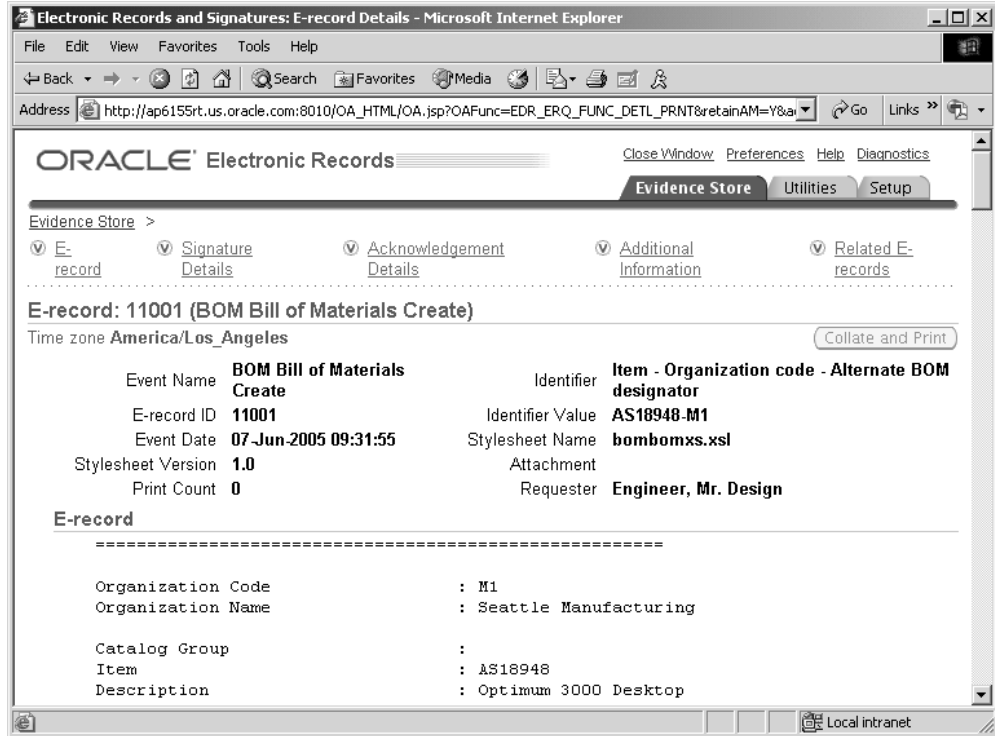 Electronic Records and Signatures: E-record Details - Microsoft Internet Explorer
File Edit View Favorites Tools Help
Back Search Favorites Media
Address http://ap6155rt.us.oracle.com:8010/OA_HTML/OA.jsp?OAFunc=EDR_ERQ_FUNC_DETL_PRNT&retainAM=Y&a Go Links »
ORACLE Electronic Records
Close Window Preferences Help Diagnostics
Evidence Store Utilities Setup
Evidence Store >
E-record
Signature Details
Acknowledgement Details
Additional Information
Related E-records
E-record: 11001 (BOM Bill of Materials Create)
Time zone America/Los_Angeles Collate and Print
Event Name BOM Bill of Materials Create
Identifier Item - Organization code - Alternate BOM designator
E-record ID 11001 Identifier Value AS18948-M1
Event Date 07-Jun-2005 09:31:55 Stylesheet Name bombomxs.xsl
Stylesheet Version 1.0 Attachment
Print Count 0 Requester Engineer, Mr. Design
E-record
=======================================================
Organization Code : M1
Organization Name : Seattle Manufacturing
Catalog Group :
Item : AS18948
Description : Optimum 3000 Desktop
Local intranet